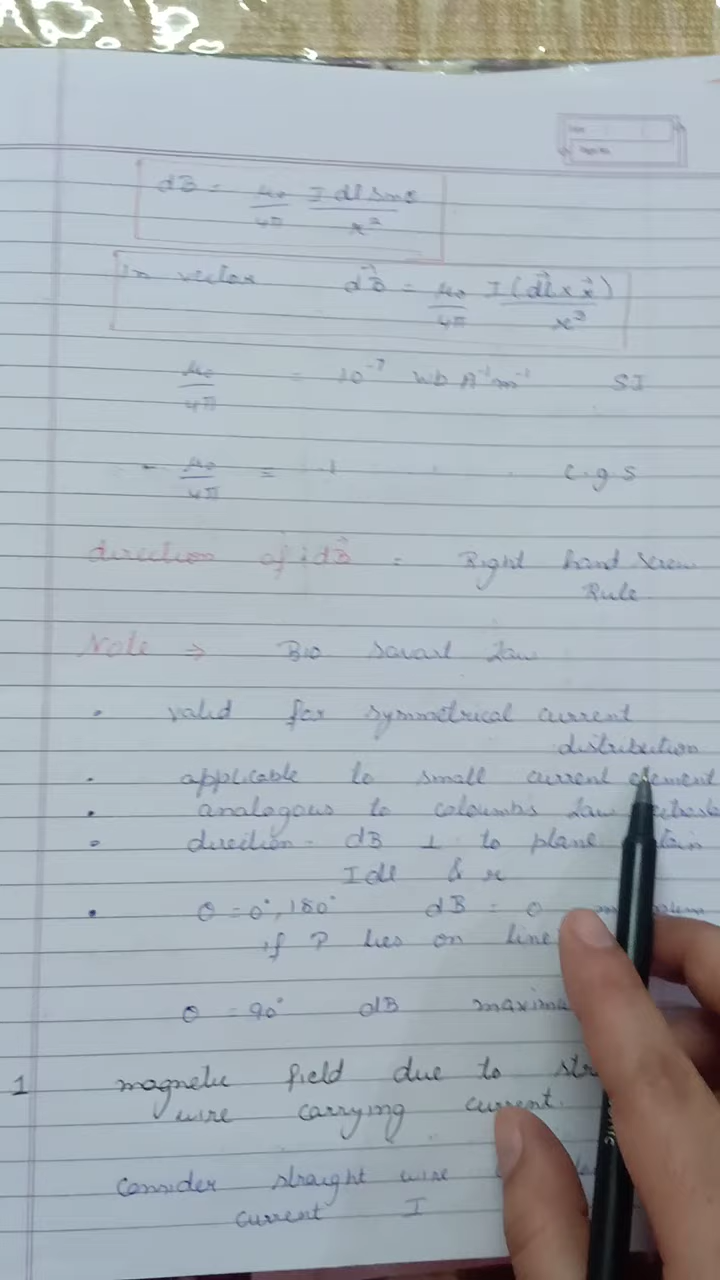 dB = μ₀/4π I dl sinθ/r²
In vector dB⃗ = μ₀/4π I(dl⃗ × r⃗)/r³
μ₀/4π = 10⁻⁷ wb A⁻¹m⁻¹ SI
- μ₀/4π = 1 C.g.S
direction of dB⃗ = Right hand screw
Rule
Note ⇒ Bio savart Law
• valid for symmetrical current
distribution
• applicable to small current element
• analogous to coloumbs Law
• direction - dB ⊥ to plane
Idl & r
• θ = 0°, 180° dB = 0
if P lies on line
θ = 90° dB
1 magnetic field due to
wire carrying current.
Consider straight wire
current I